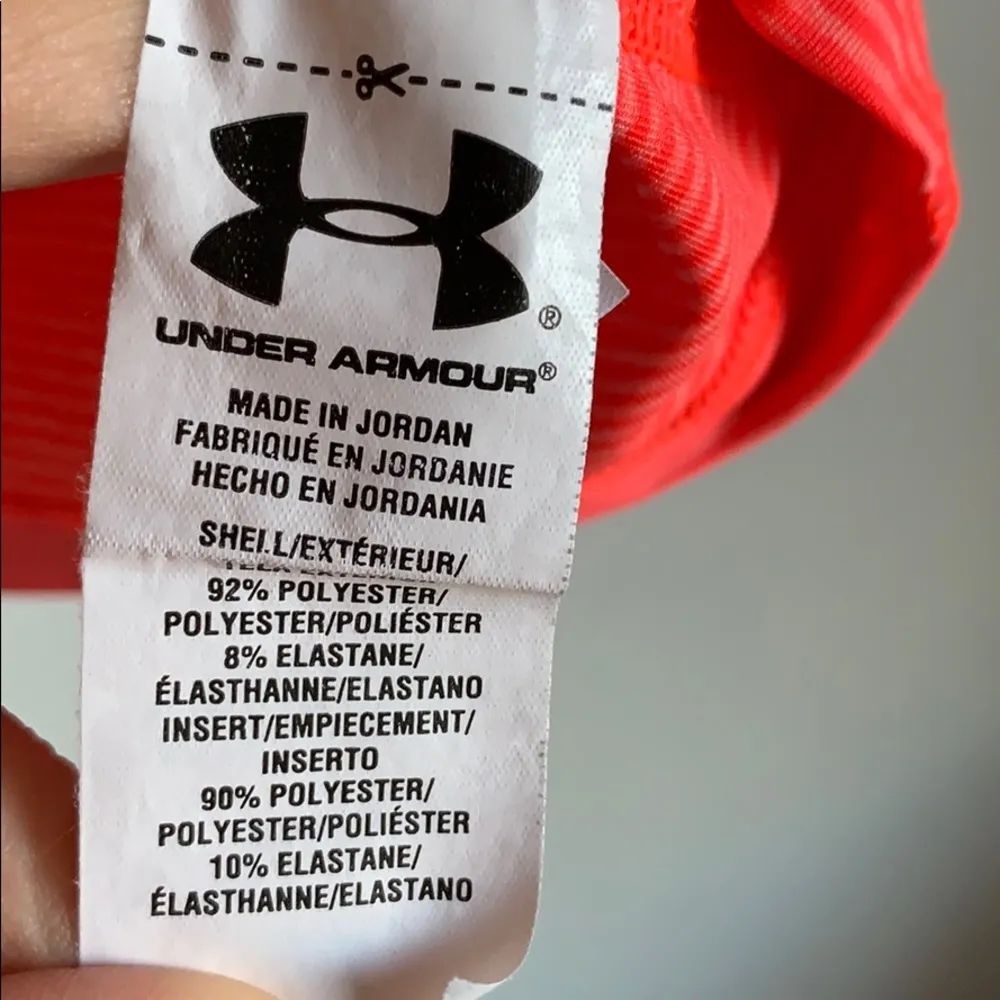 ®
UNDER ARMOUR®
MADE IN JORDAN
FABRIQUÉ EN JORDANIE
HECHO EN JORDANIA
SHELL/EXTÉRIEUR/
92% POLYESTER/
POLYESTER/POLIÉSTER
8% ELASTANE/
ÉLASTHANNE/ELASTANO
INSERT/EMPIECEMENT/
INSERTO
90% POLYESTER/
POLYESTER/POLIÉSTER
10% ELASTANE/
ÉLASTHANNE/ELASTANO